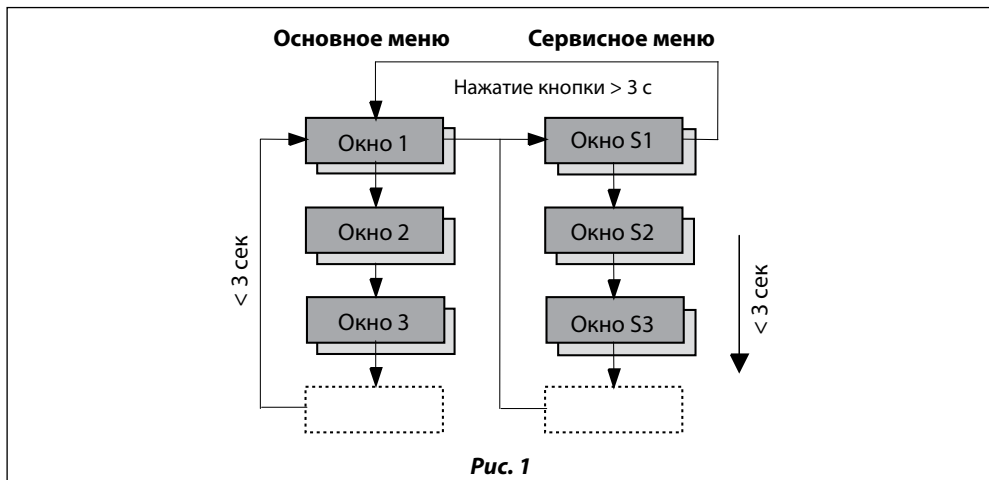 Основное меню
Сервисное меню
Нажатие кнопки > 3 с
Окно 1
Окно S1
Окно 2
Окно S2
Окно 3
Окно S3
< 3 сек
< 3 сек
Рис. 1